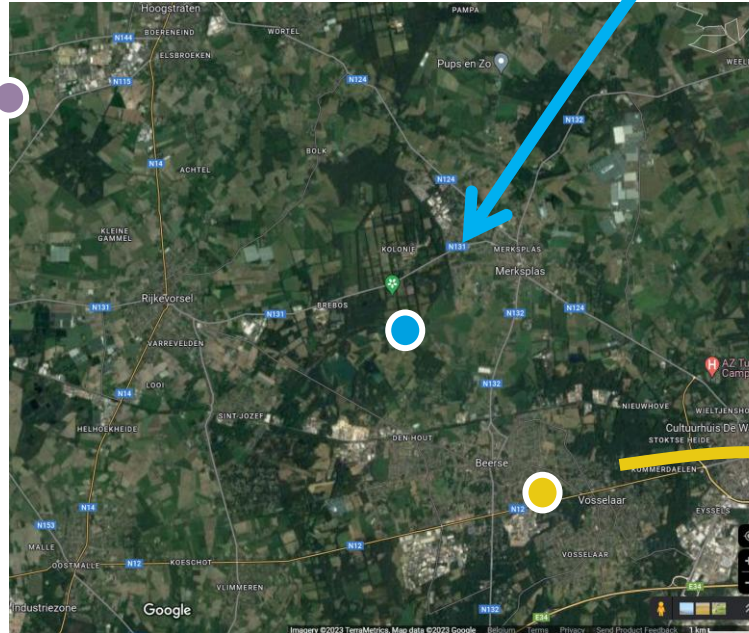 Hoogstraten
PAMPA
N144
BOERENEIND
WORTEL
ELSBROEKEN
Pups en Zo
WEEL
N115
N124
N132
BOLK
N14
ACHTEL
N124
KLEINE
GAMMEL
KOLONIE
N131
MERKSPLAS
Merksplas
Rijkevorsel
N131
N131
BREBOS
N132
N124
VARREVELDEN
AZ Tu
Camp
LOOI
N14
N132
NIEUWHOVE
WIELTJENSHO
SINT-JOZEF
HELHOEKHEIDE
DEN HOUT
Cultuurhuis De W
STOKTSE HEIDE
Beerse
KOMMERDAELEN
N14
N12
Vosselaar
EYSSELS
N153
MALLE
N12
OOSTMALLE
N12
KOESCHOT
VOSSELAAR
VLIMMEREN
E34
Industriezone
Google
N132
E34
Imagery ©2023 TerraMetrics, Map data ©2023 Google Belgium Terms Privacy Send Product Feedback 1 km